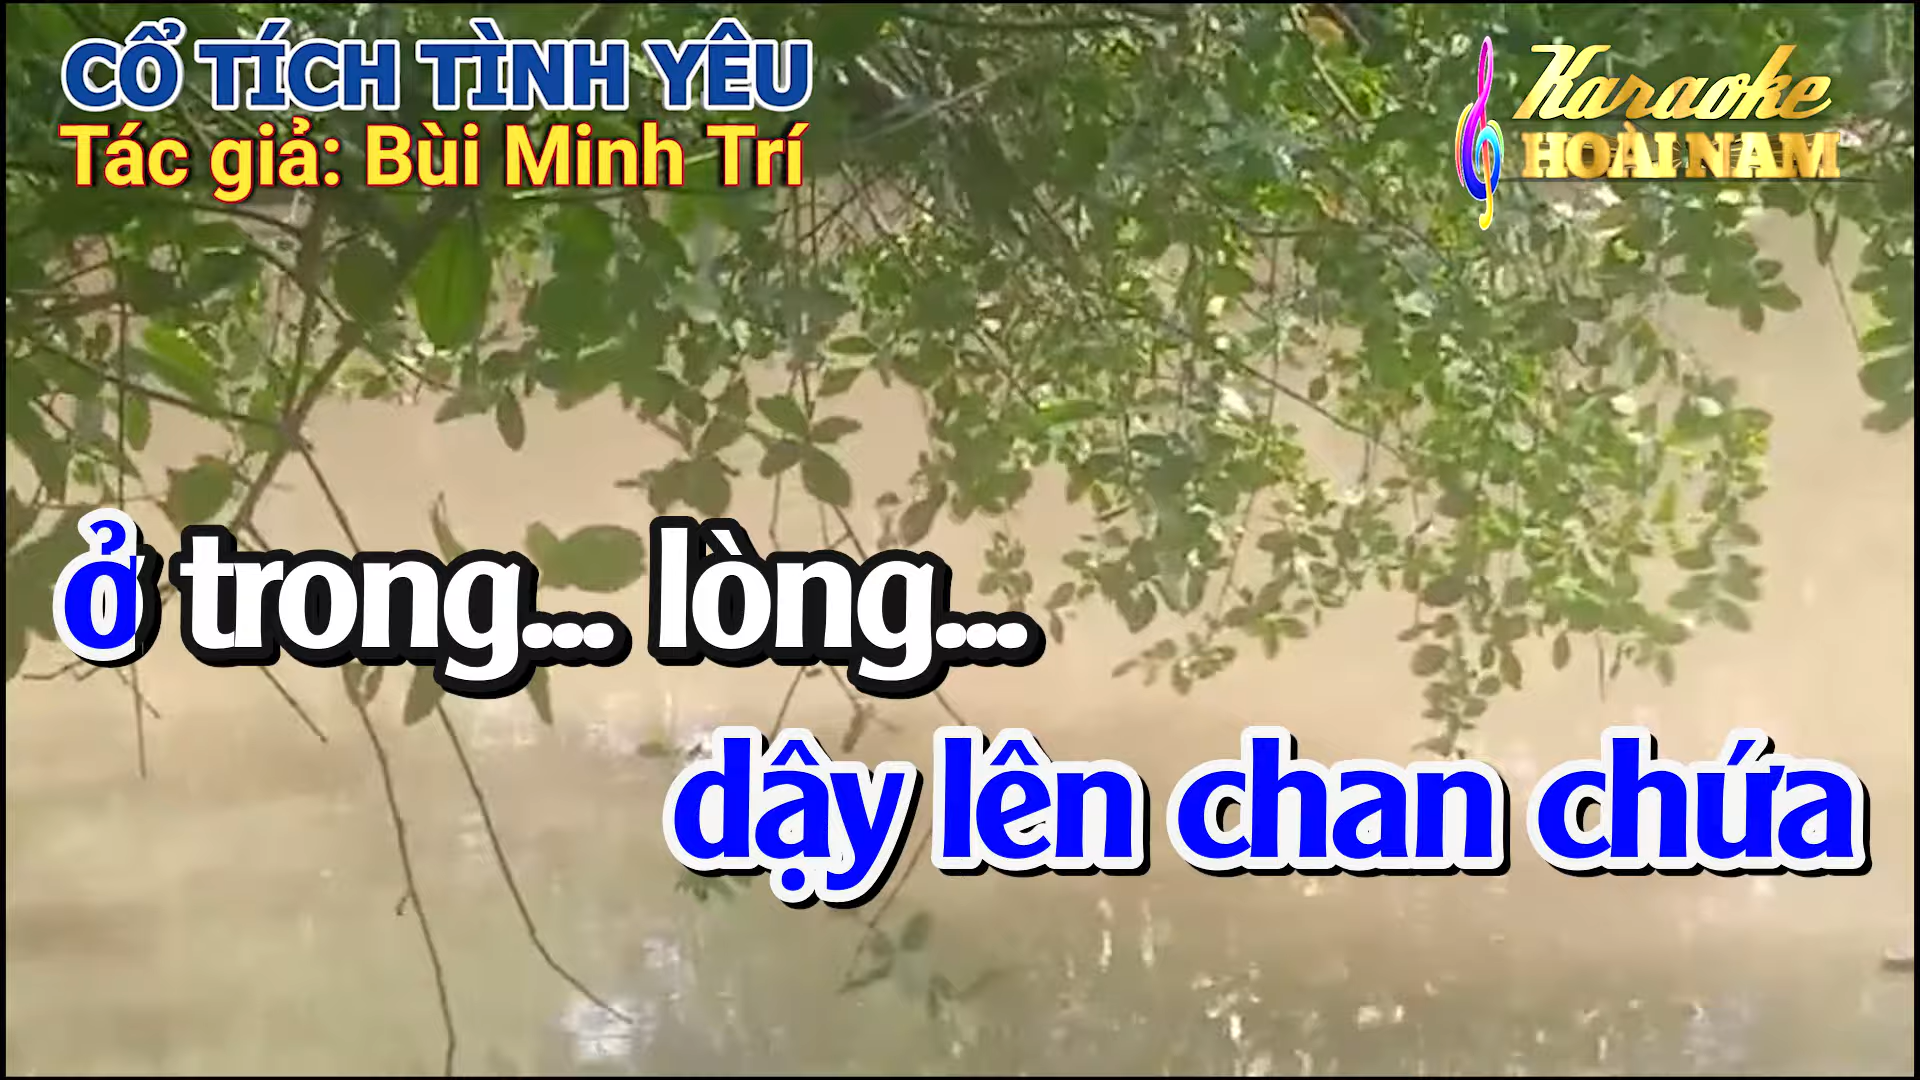 CỔ TÍCH TÌNH YÊU
Tác giả: Bùi Minh Trí
Karaoke
HOÀI NAM
ở trong... lòng...
dậy lên chan chứa